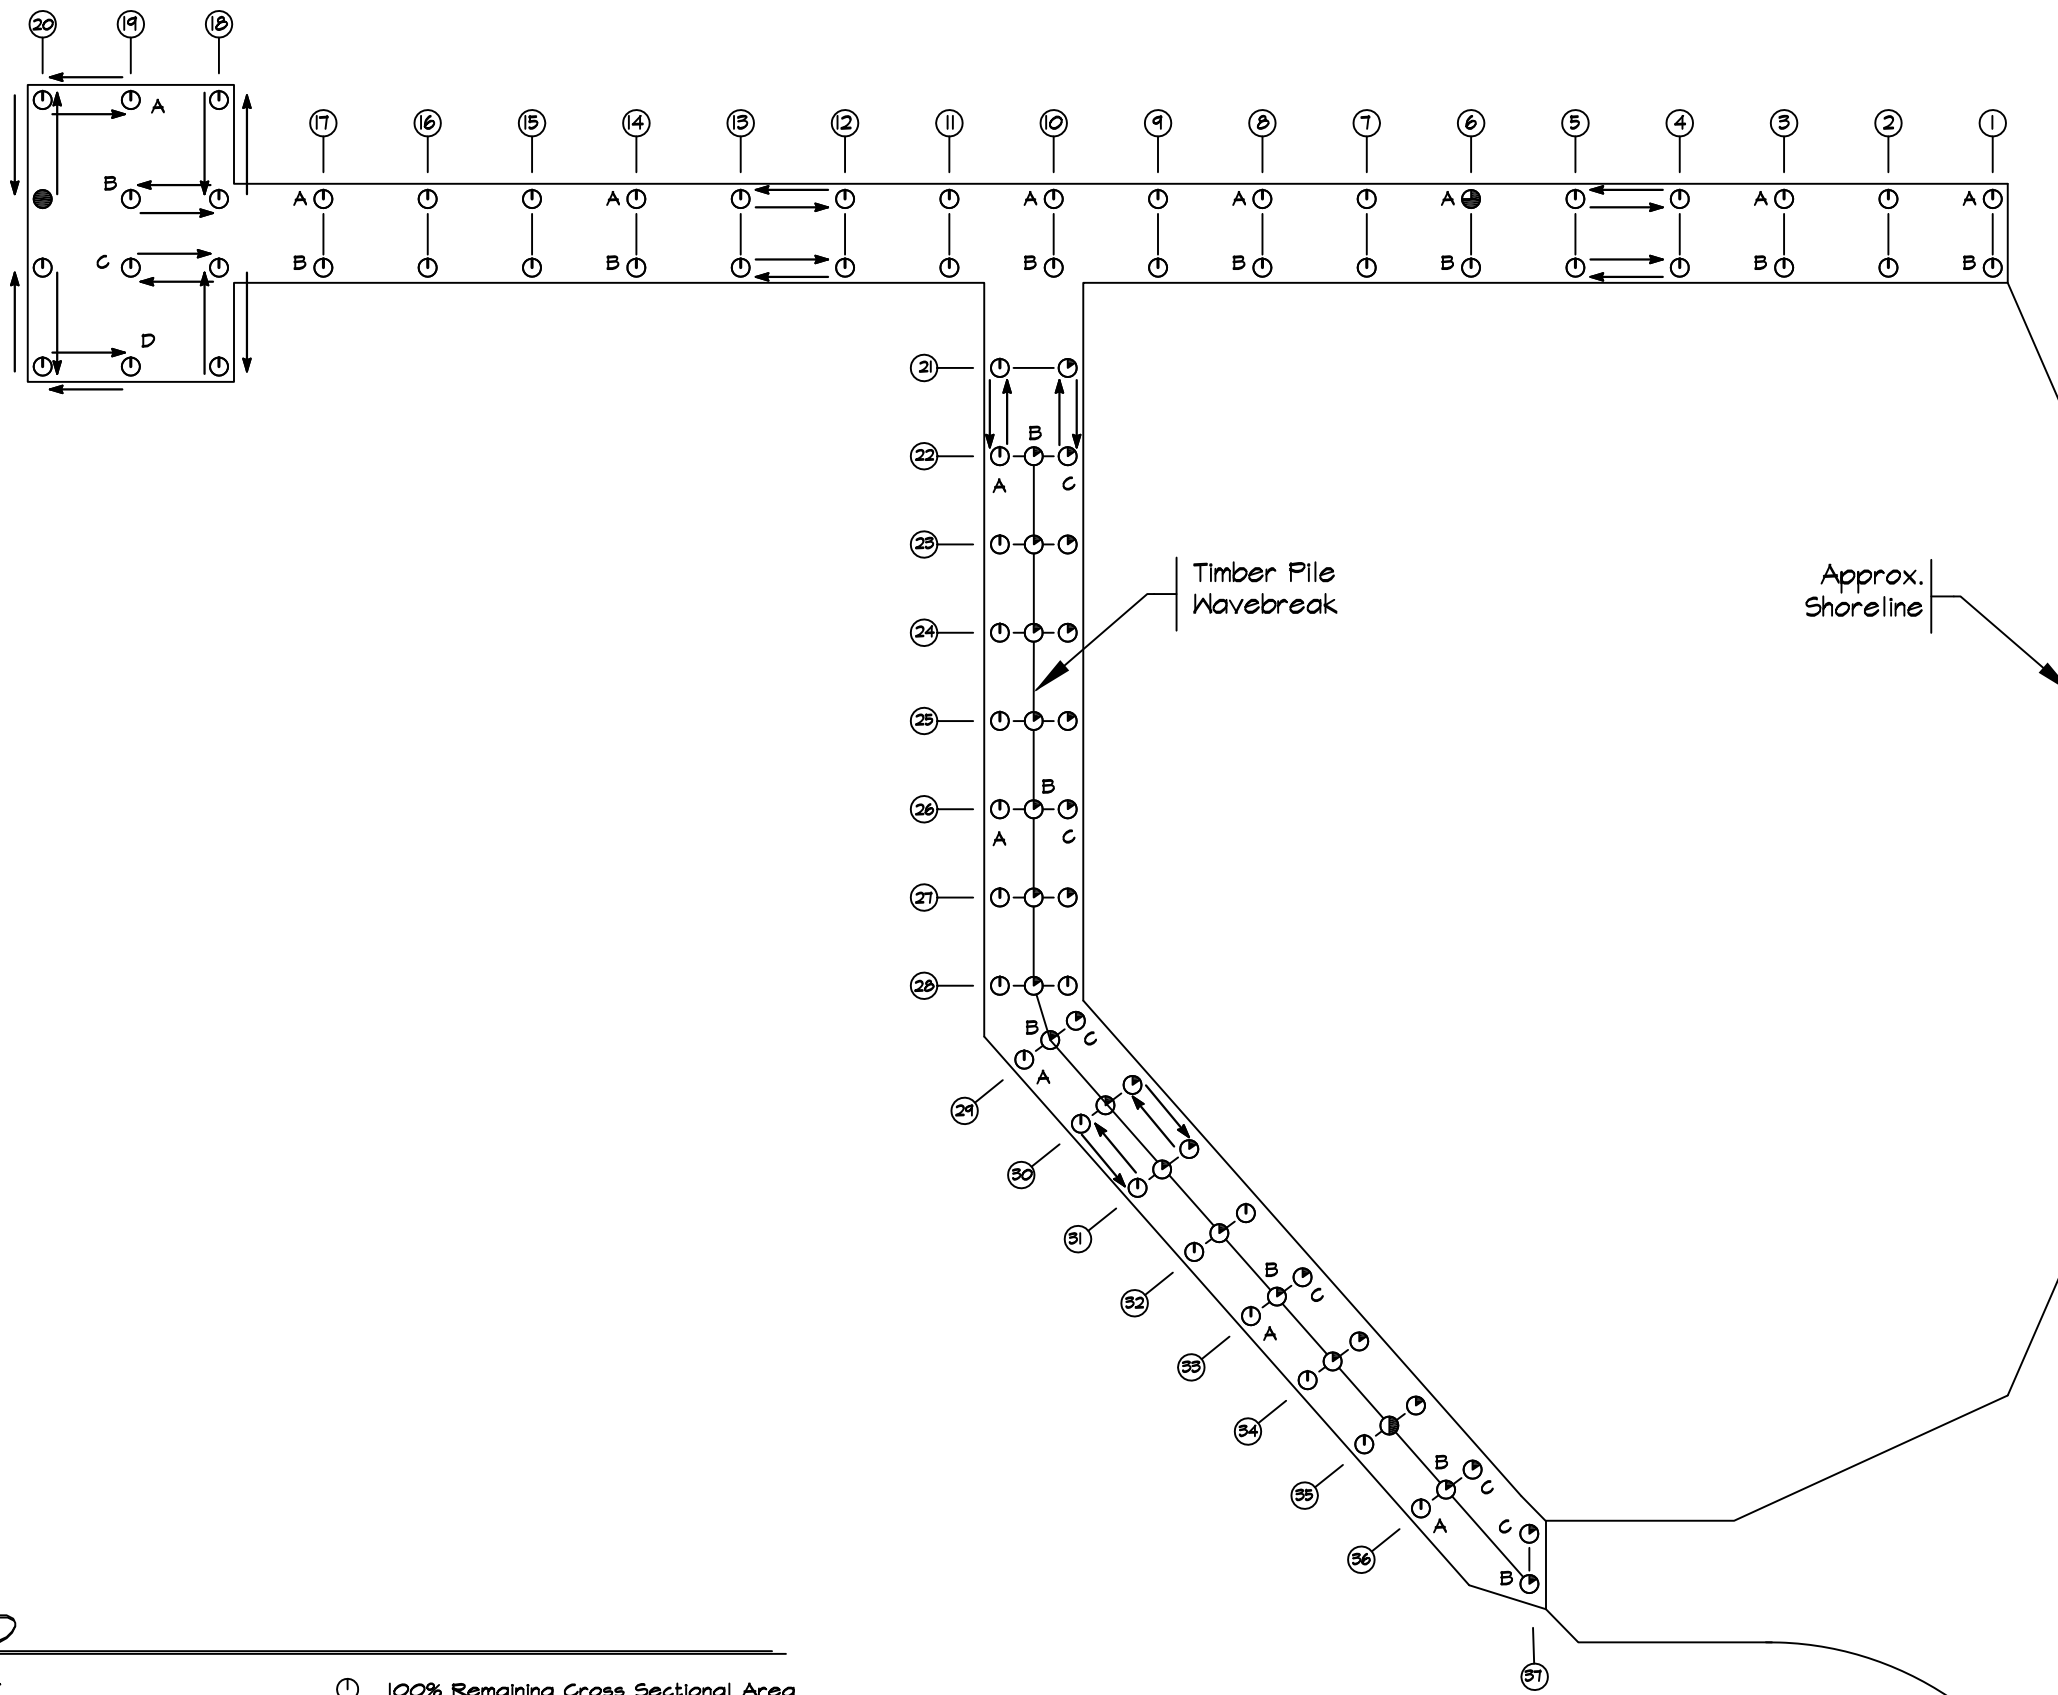 20 19 18
17 16 15 14 13 12 11 10 9 8 7 6 5 4 3 2 1
A
B A A A A A A A
C B B B B B B B
D
21
B
22
A C
23
Timber Pile
Wavebreak
Approx.
Shoreline
24
25
B
26
A C
27
28
B C
A
29
30
31
B
32 C
A
33
34
B
35 C
A C
36 B
37
100% Remaining Cross Sectional Area